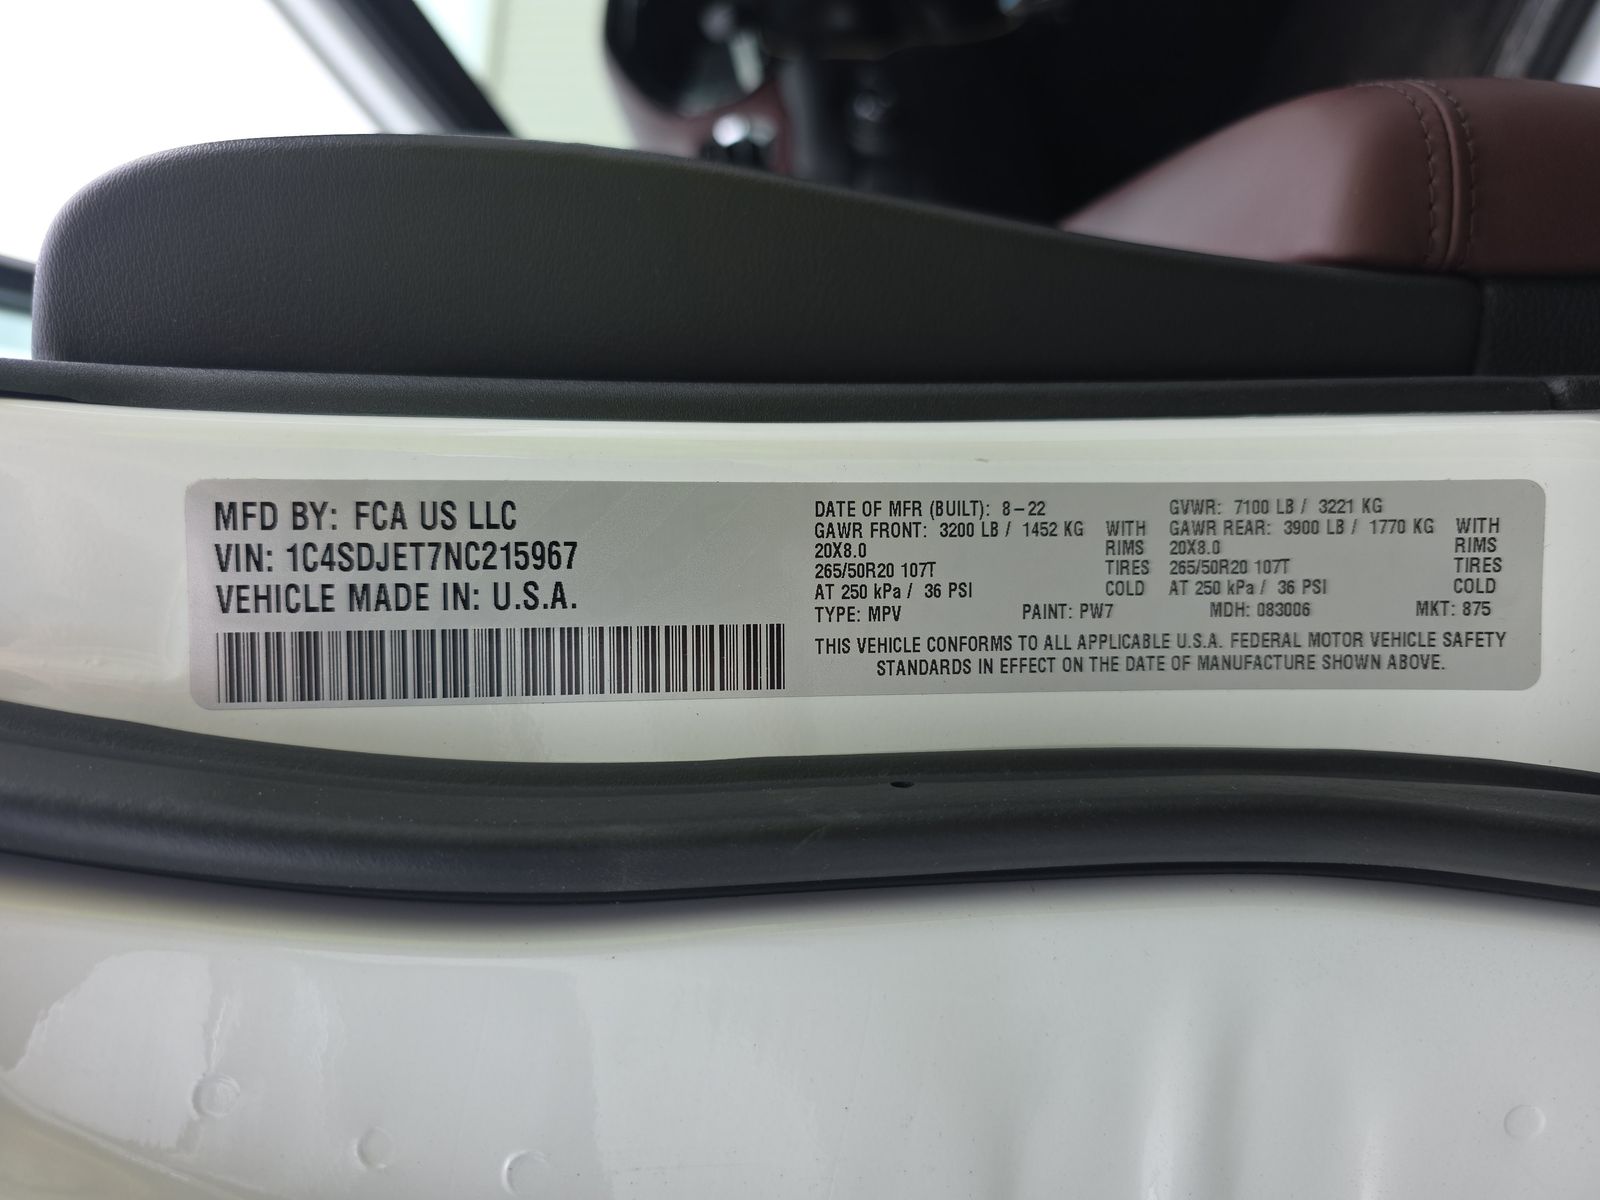 MFD BY: FCA US LLC
VIN: 1C4SDJET7NC215967
VEHICLE MADE IN: U.S.A.
DATE OF MFR (BUILT): 8-22 GVWR: 7100 LB / 3221 KG
GAWR FRONT: 3200 LB / 1452 KG WITH GAWR REAR: 3900 LB / 1770 KG WITH
20X8.0 RIMS 20X8.0 RIMS
265/50R20 107T TIRES 265/50R20 107T TIRES
AT 250 kPa / 36 PSI COLD AT 250 kPa / 36 PSI COLD
TYPE: MPV PAINT: PW7 MDH: 083006 MKT: 875
THIS VEHICLE CONFORMS TO ALL APPLICABLE U.S.A. FEDERAL MOTOR VEHICLE SAFETY
STANDARDS IN EFFECT ON THE DATE OF MANUFACTURE SHOWN ABOVE.